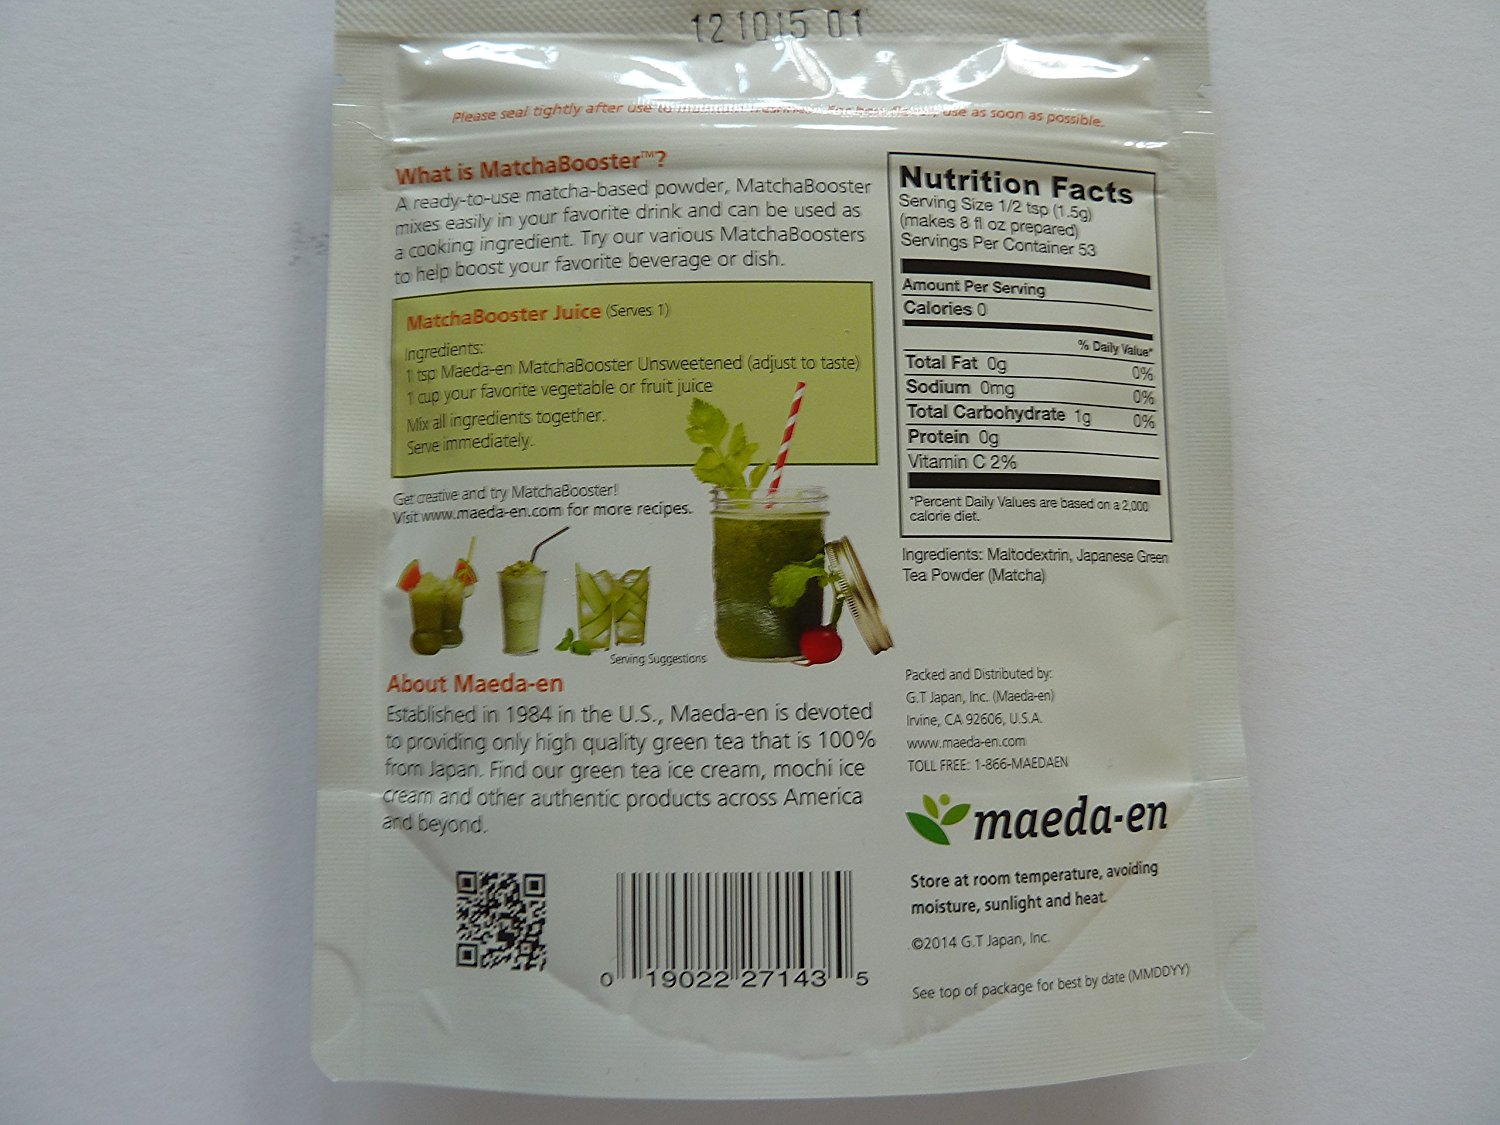 121015 01
Please seal tightly after use to maintain freshness. For best flavor, use as soon as possible.
What is MatchaBooster™?
A ready-to-use matcha-based powder, MatchaBooster
mixes easily in your favorite drink and can be used as
a cooking ingredient. Try our various MatchaBoosters
to help boost your favorite beverage or dish.
MatchaBooster Juice (Serves 1)
Ingredients:
1 tsp Maeda-en MatchaBooster Unsweetened (adjust to taste)
1 cup your favorite vegetable or fruit juice
Mix all ingredients together.
Serve immediately.
Get creative and try MatchaBooster!
Visit www.maeda-en.com for more recipes.
Serving Suggestions
About Maeda-en
Established in 1984 in the U.S., Maeda-en is devoted
to providing only high quality green tea that is 100%
from Japan. Find our green tea ice cream, mochi ice
cream and other authentic products across America
and beyond.
0 19022 27143 5
Nutrition Facts
Serving Size 1/2 tsp (1.5g)
(makes 8 fl oz prepared)
Servings Per Container 53
Amount Per Serving
Calories 0
% Daily Value*
Total Fat 0g 0%
Sodium 0mg 0%
Total Carbohydrate 1g 0%
Protein 0g
Vitamin C 2%
*Percent Daily Values are based on a 2,000
calorie diet.
Ingredients: Maltodextrin, Japanese Green
Tea Powder (Matcha)
Packed and Distributed by:
G.T Japan, Inc. (Maeda-en)
Irvine, CA 92606, U.S.A.
www.maeda-en.com
TOLL FREE: 1-866-MAEDAEN
maeda-en
Store at room temperature, avoiding
moisture, sunlight and heat.
©2014 G.T Japan, Inc.
See top of package for best by date (MMDDYY)